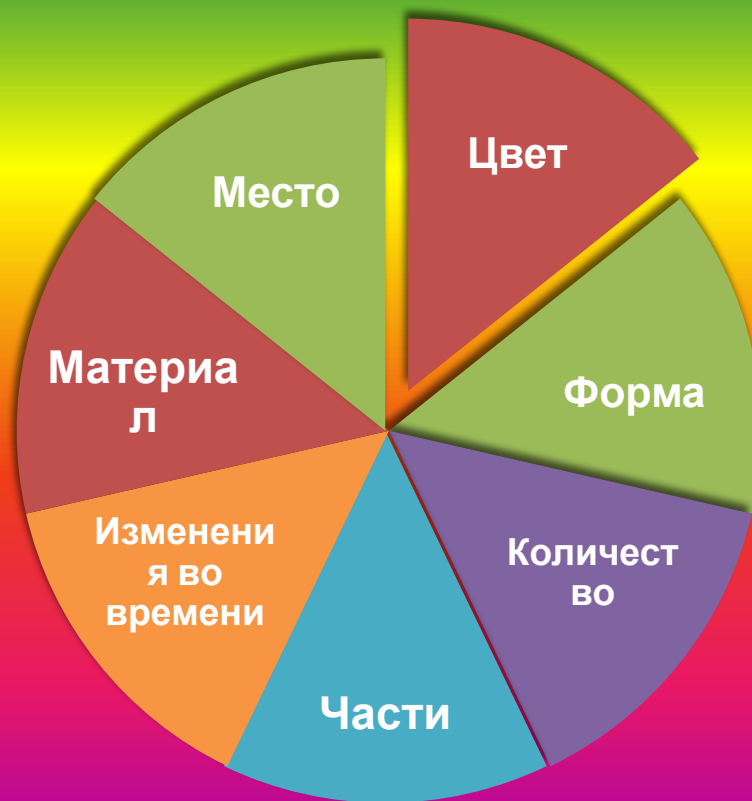 Цвет
Место
Материа
л
Форма
Изменени
я во
времени
Количест
во
Части